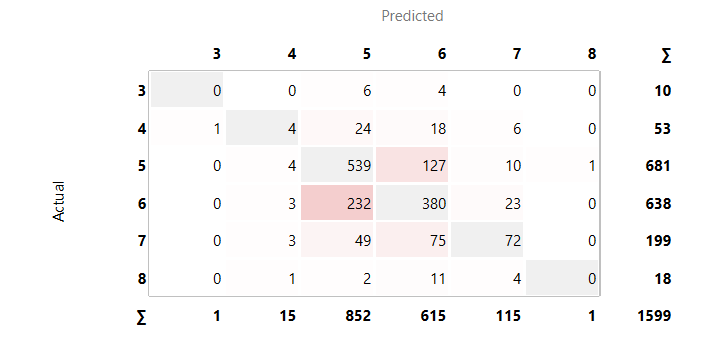 Predicted
3 4 5 6 7 8 ∑
3 0 0 6 4 0 0 10
4 1 4 24 18 6 0 53
5 0 4 539 127 10 1 681
Actual
6 0 3 232 380 23 0 638
7 0 3 49 75 72 0 199
8 0 1 2 11 4 0 18
∑ 1 15 852 615 115 1 1599